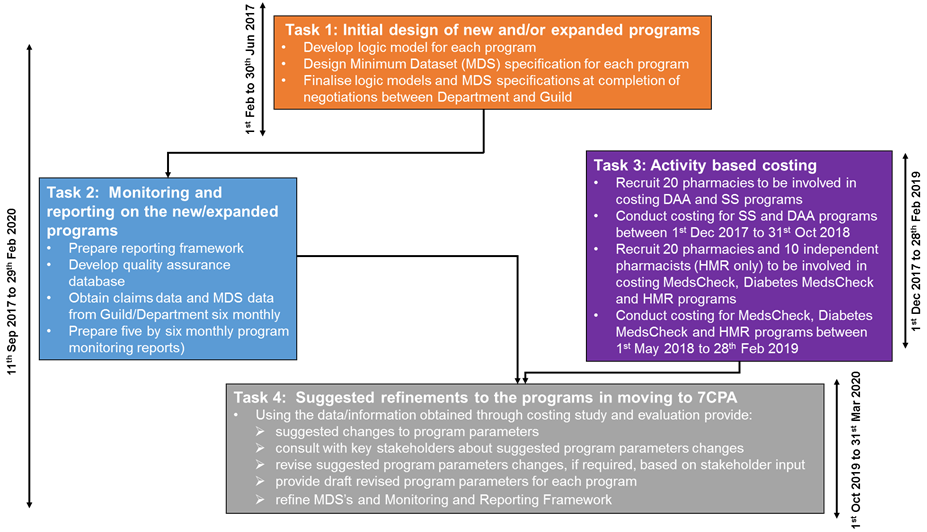 1st Feb to 30th Jun 2017
Task 1: Initial design of new and/or expanded programs
• Develop logic model for each program
• Design Minimum Dataset (MDS) specification for each program
• Finalise logic models and MDS specifications at completion of
negotiations between Department and Guild
11th Sep 2017 to 29th Feb 2020
Task 2: Monitoring and
reporting on the new/expanded
programs
• Prepare reporting framework
• Develop quality assurance
database
• Obtain claims data and MDS data
from Guild/Department six monthly
• Prepare five by six monthly program
monitoring reports)
Task 3: Activity based costing
• Recruit 20 pharmacies to be involved in
costing DAA and SS programs
• Conduct costing for SS and DAA programs
between 1st Dec 2017 to 31st Oct 2018
• Recruit 20 pharmacies and 10 independent
pharmacists (HMR only) to be involved in
costing MedsCheck, Diabetes MedsCheck
and HMR programs
• Conduct costing for MedsCheck, Diabetes
MedsCheck and HMR programs between
1st May 2018 to 28th Feb 2019
1st Dec 2017 to 28th Feb 2019
Task 4: Suggested refinements to the programs in moving to 7CPA
• Using the data/information obtained through costing study and evaluation provide:
➢ suggested changes to program parameters
➢ consult with key stakeholders about suggested program parameters changes
➢ revise suggested program parameters changes, if required, based on stakeholder input
➢ provide draft revised program parameters for each program
➢ refine MDS's and Monitoring and Reporting Framework
1st Oct 2019 to 31st Mar 2020